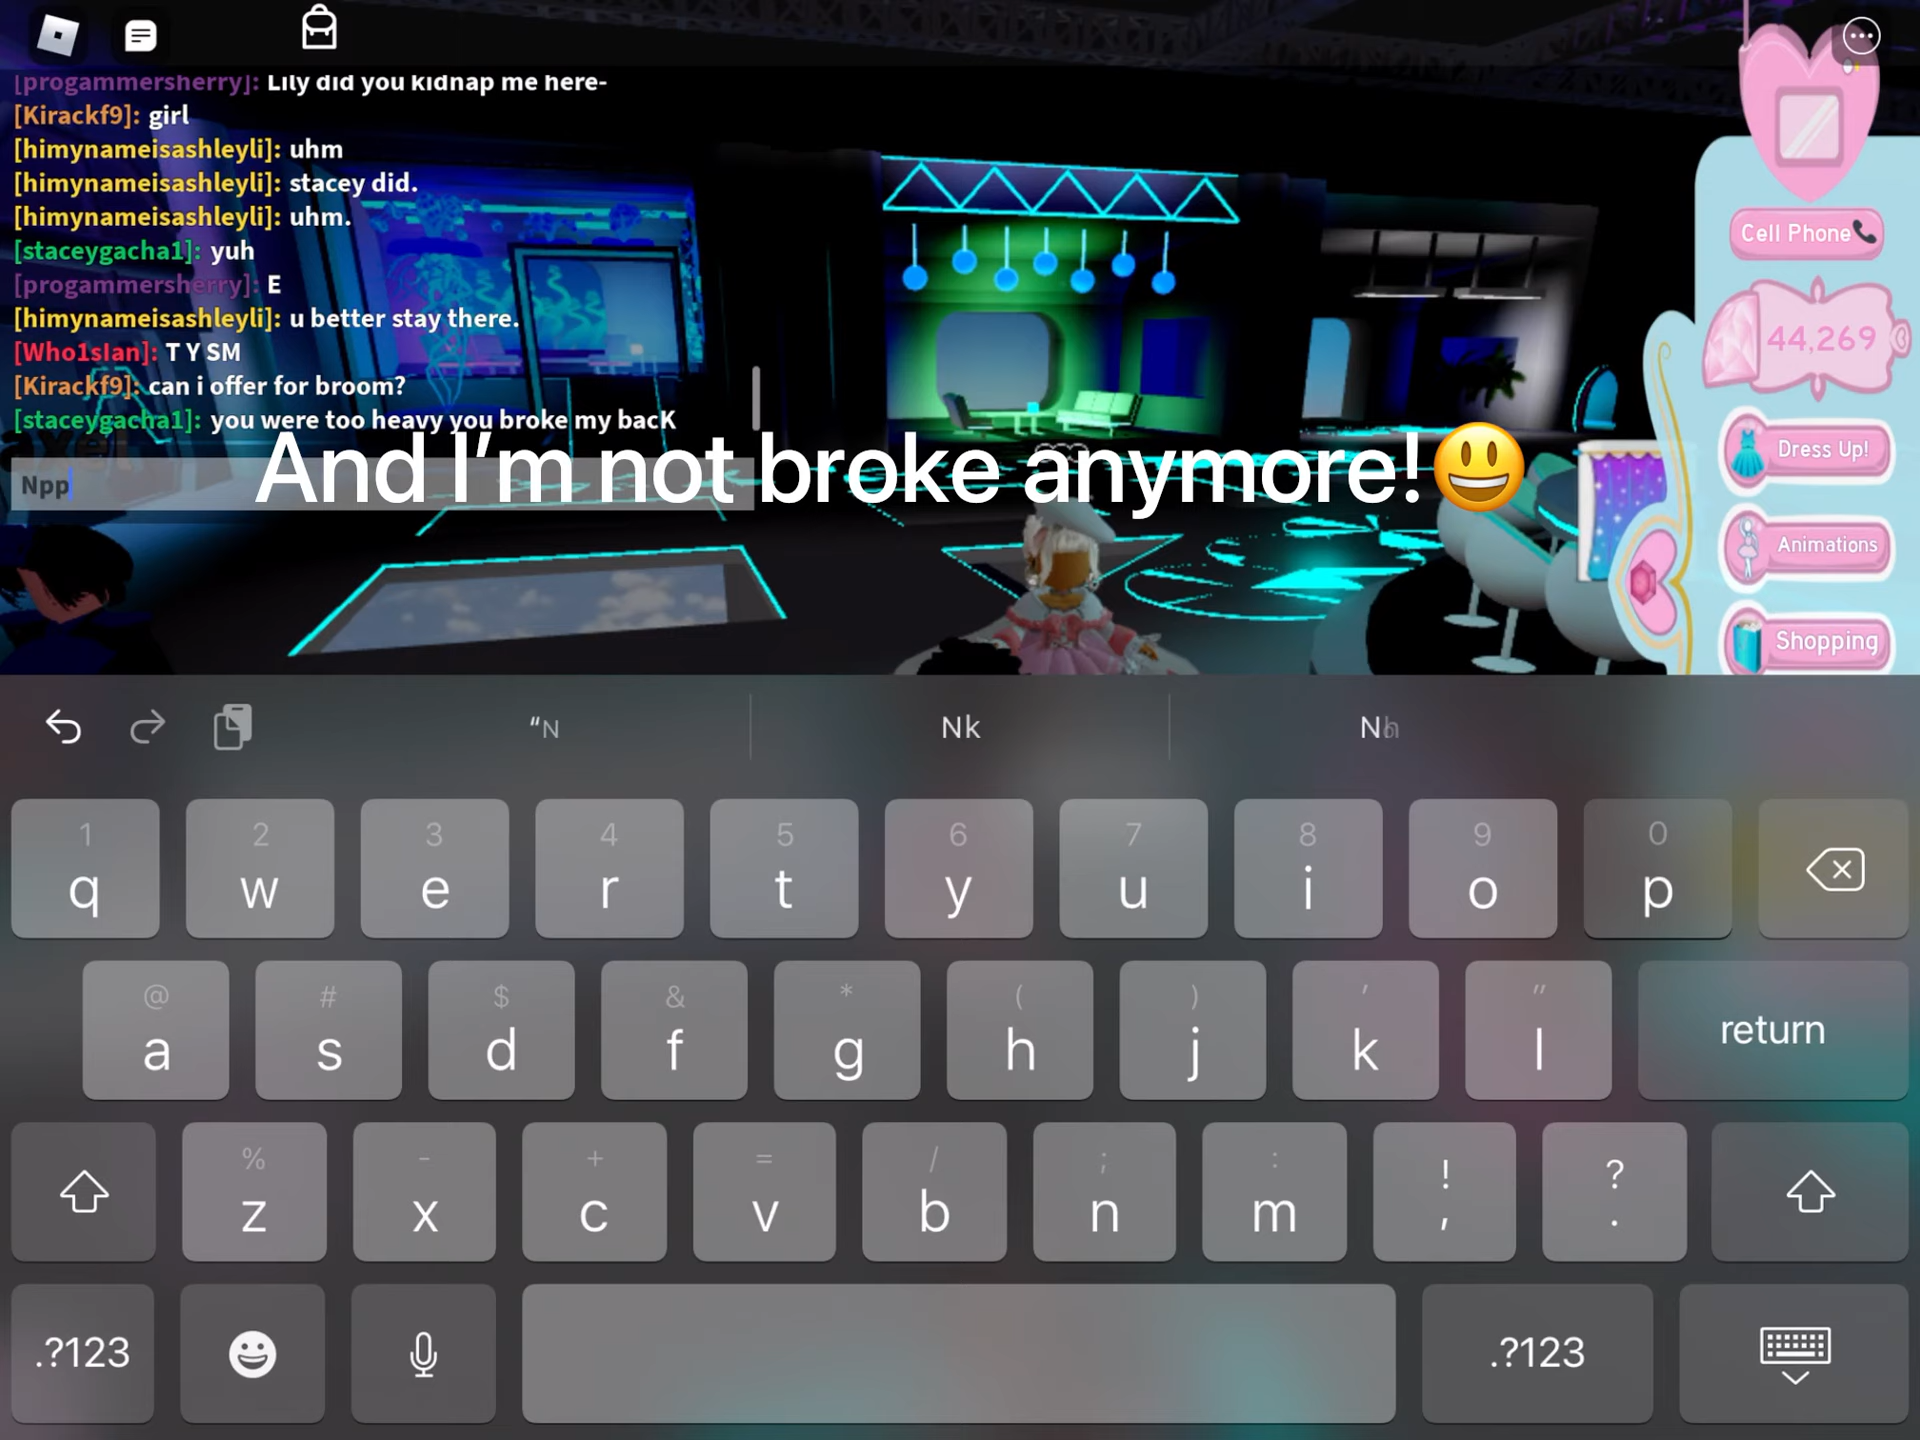 [progammersherry]: Lily did you kidnap me here-
[Kirackf9]: girl
[himynameisashleyli]: uhm
[himynameisashleyli]: stacey did.
[himynameisashleyli]: uhm.
[staceygacha1]: yuh
[progammersherry]: E
[himynameisashleyli]: u better stay there.
[Who1sIan]: T Y SM
[Kirackf9]: can i offer for broom?
[staceygacha1]: you were too heavy you broke my bacK
axel
Npp
And I’m not broke anymore!😃
Cell Phone📞
44,269
Dress Up!
Animations
Shopping
“N Nk Nh
1 2 3 4 5 6 7 8 9 0
q w e r t y u i o p
@ # $ & * ( ) ' "
a s d f g h j k l return
% - + = / ; : ! ?
z x c v b n m , .
.?123 .?123